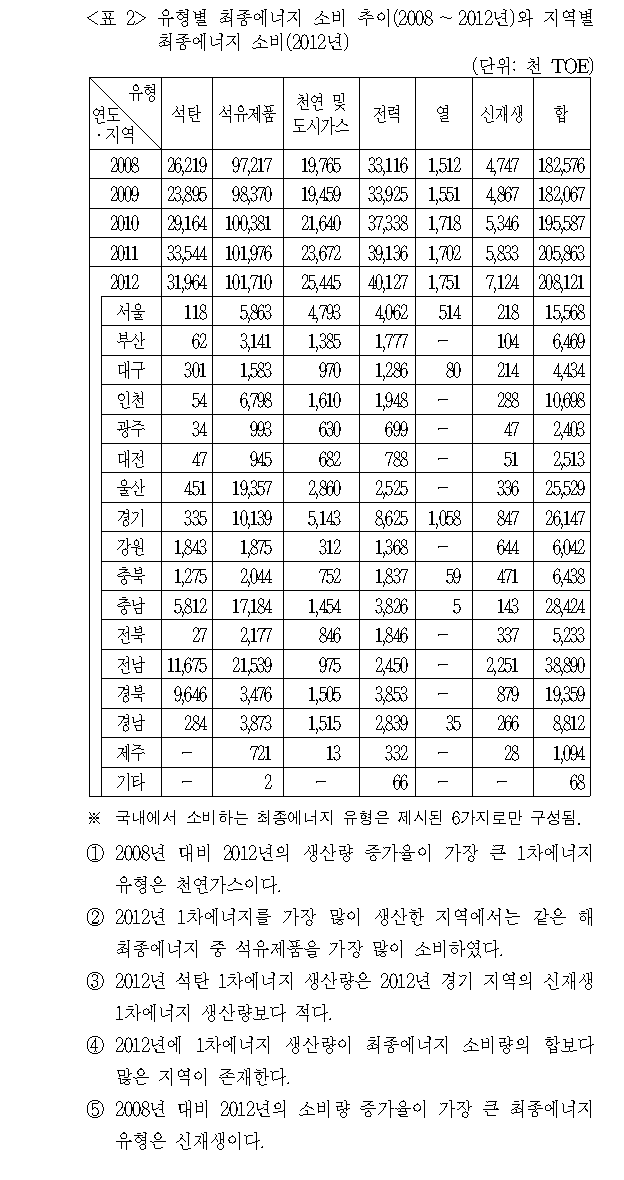 <표 2> 유형별 최종에너지 소비 추이(2008~2012년)와 지역별
최종에너지 소비(2012년)
(단위: 천 TOE)
유형 연도·지역 석탄 석유제품 천연 및 도시가스 전력 열 신재생 합
2008 26,219 97,217 19,765 33,116 1,512 4,747 182,576
2009 23,895 98,370 19,459 33,925 1,551 4,867 182,067
2010 29,164 100,381 21,640 37,338 1,718 5,346 195,587
2011 33,544 101,976 23,672 39,136 1,702 5,833 205,863
2012 31,964 101,710 25,445 40,127 1,751 7,124 208,121
서울 118 5,863 4,793 4,062 514 218 15,568
부산 62 3,141 1,385 1,777 - 104 6,469
대구 301 1,583 970 1,286 80 214 4,434
인천 54 6,798 1,610 1,948 - 288 10,698
광주 34 993 630 699 - 47 2,403
대전 47 945 682 788 - 51 2,513
울산 451 19,357 2,860 2,525 - 336 25,529
경기 335 10,139 5,143 8,625 1,058 847 26,147
강원 1,843 1,875 312 1,368 - 644 6,042
충북 1,275 2,044 752 1,837 59 471 6,438
충남 5,812 17,184 1,454 3,826 5 143 28,424
전북 27 2,177 846 1,846 - 337 5,233
전남 11,675 21,539 975 2,450 - 2,251 38,890
경북 9,646 3,476 1,505 3,853 - 879 19,359
경남 284 3,873 1,515 2,839 35 266 8,812
제주 - 721 13 332 - 28 1,094
기타 - 2 - 66 - - 68
※ 국내에서 소비하는 최종에너지 유형은 제시된 6가지로만 구성됨.
① 2008년 대비 2012년의 생산량 증가율이 가장 큰 1차에너지
유형은 천연가스이다.
② 2012년 1차에너지를 가장 많이 생산한 지역에서는 같은 해
최종에너지 중 석유제품을 가장 많이 소비하였다.
③ 2012년 석탄 1차에너지 생산량은 2012년 경기 지역의 신재생
1차에너지 생산량보다 적다.
④ 2012년에 1차에너지 생산량이 최종에너지 소비량의 합보다
많은 지역이 존재한다.
⑤ 2008년 대비 2012년의 소비량 증가율이 가장 큰 최종에너지
유형은 신재생이다.